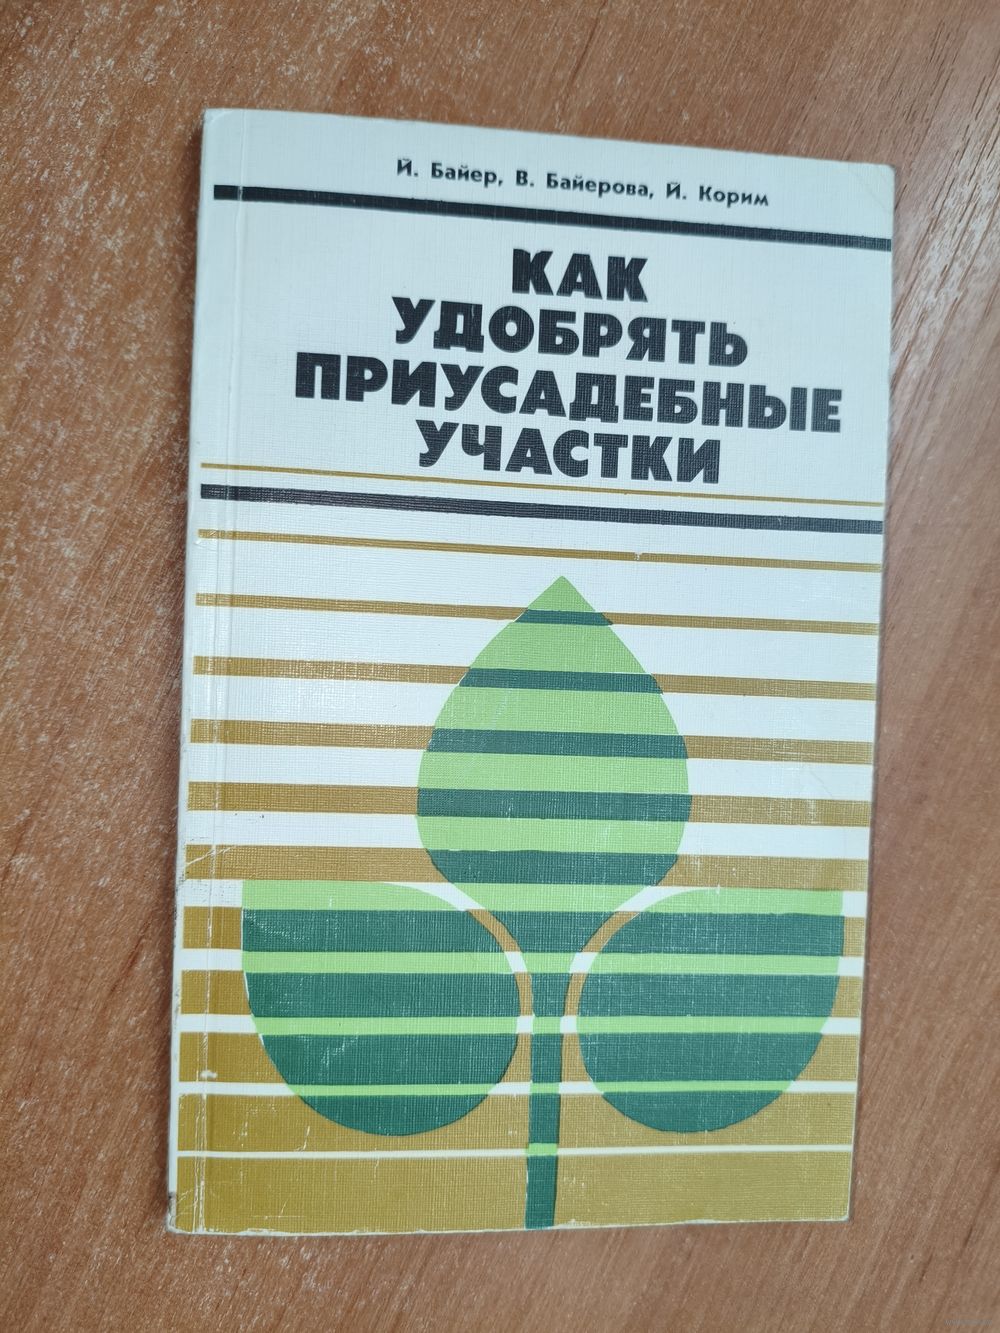 Й. Байер, В. Байерова, Й. Корим
КАК
УДОБРЯТЬ
ПРИУСАДЕБНЫЕ
УЧАСТКИ